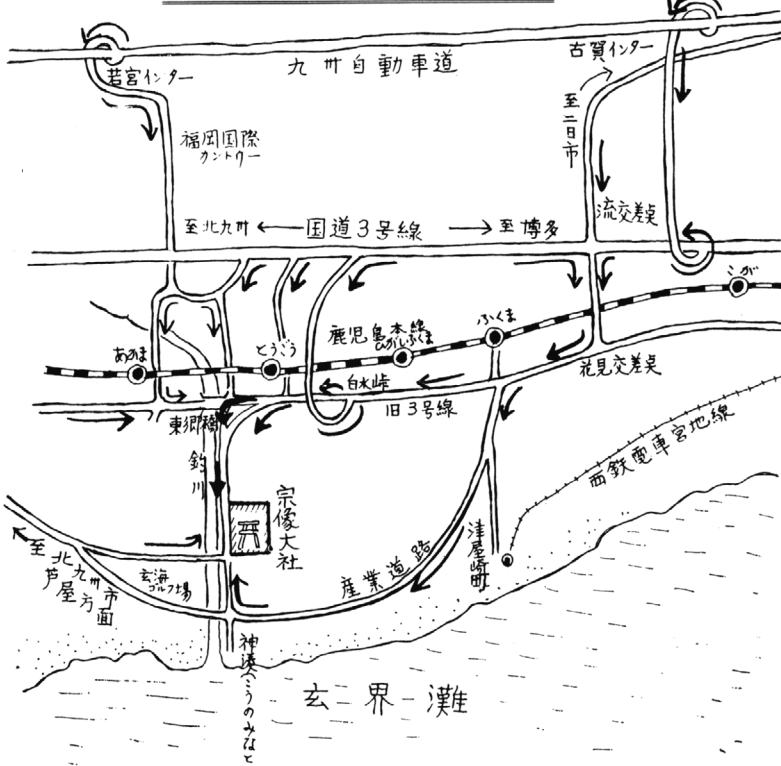 若宮インター
九州自動車道
古賀インター
至二日市
福岡国際
カントリー
流交差点
至北九州
国道3号線
至博多
こが
ふくま
鹿児島本線
ひがしふくま
とうごう
あかま
花見交差点
白水峠
旧3号線
東郷橋
西鉄電車宮地線
釣川
宗像大社
津屋崎町
産業道路
至北九州市
芦屋方面
玄海
ゴルフ場
神湊(こうのみなと
玄界灘